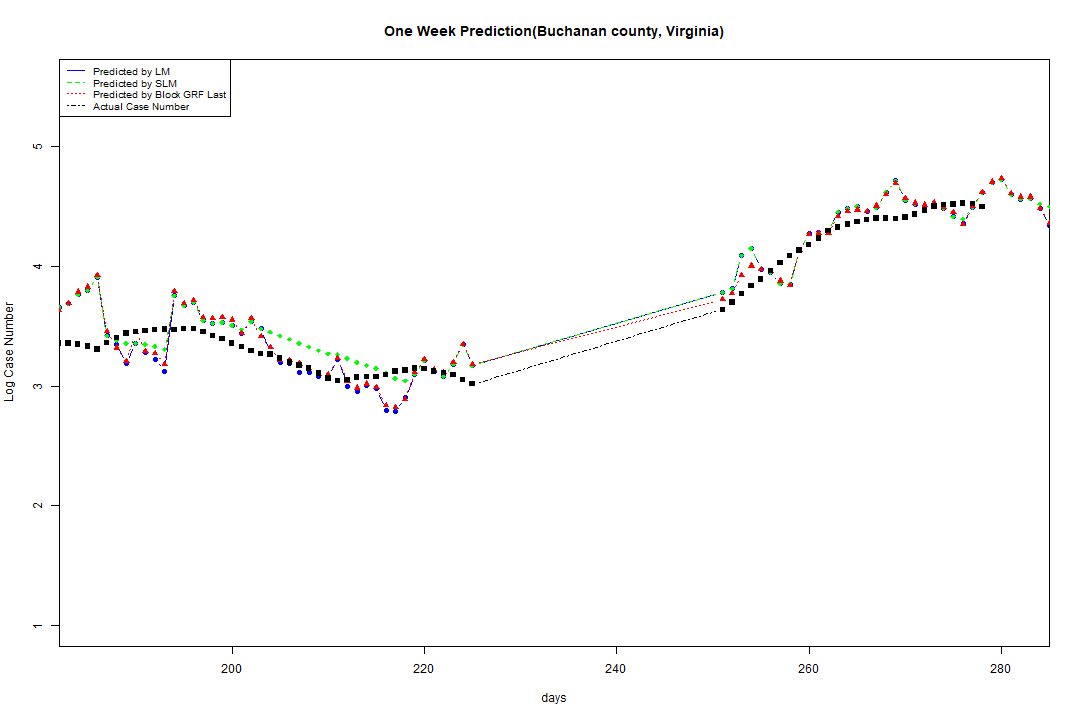 One Week Prediction(Buchanan county, Virginia)
Predicted by LM
Predicted by SLM
Predicted by Block GRF Last
Actual Case Number
5
4
3
2
1
Log Case Number
200 220 240 260 280
days